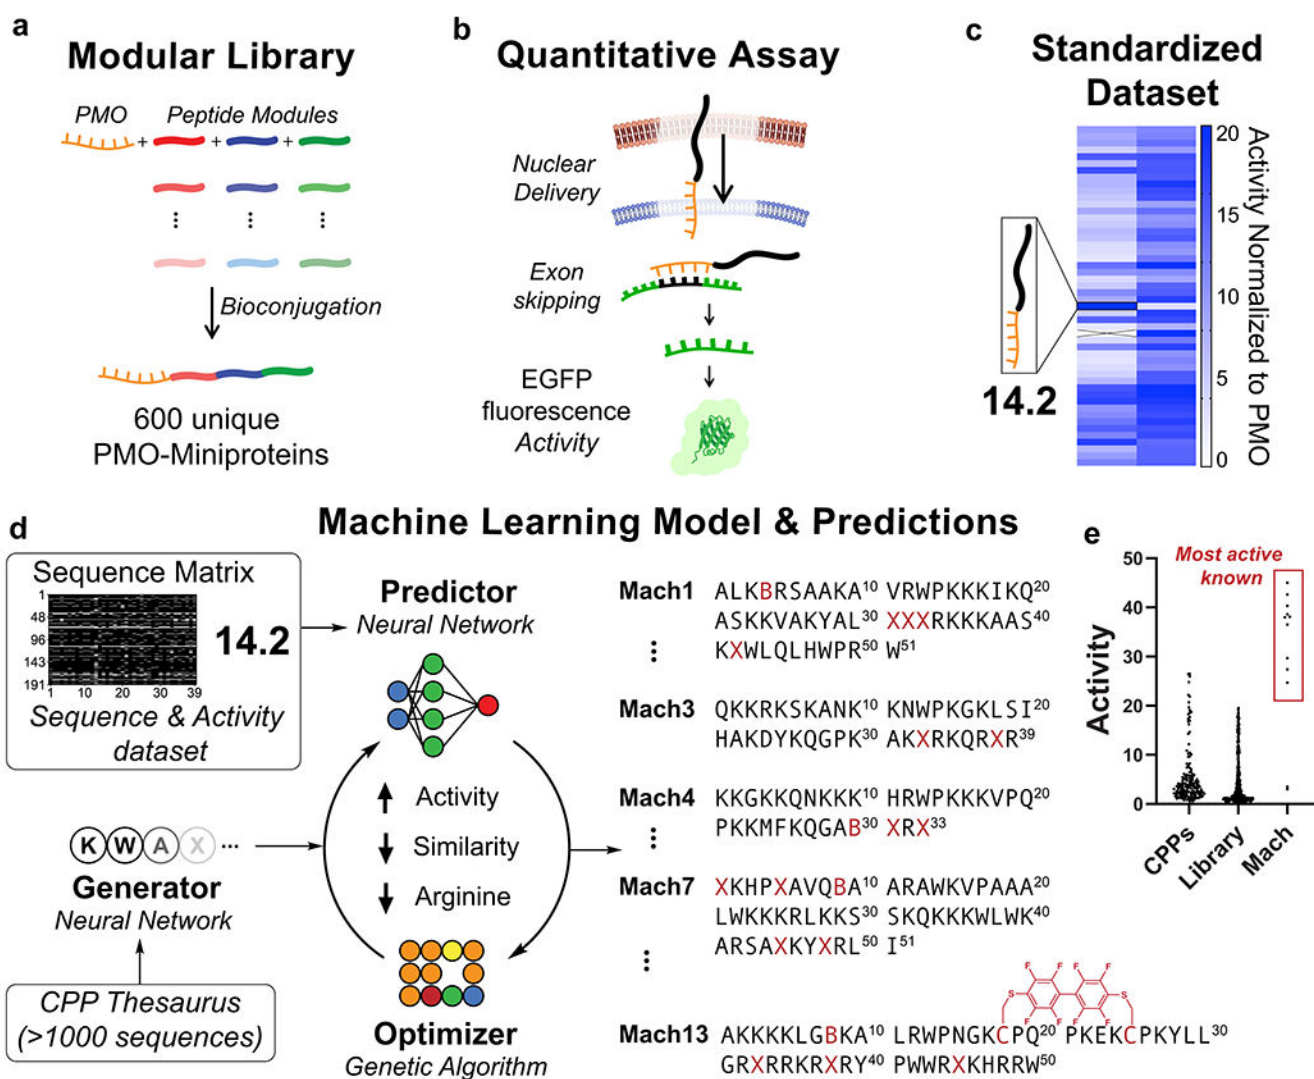 a
Modular Library
PMO
Peptide Modules
+ + +
Bioconjugation
600 unique
PMO-Miniproteins
b
Quantitative Assay
Nuclear
Delivery
Exon
skipping
EGFP
fluorescence
Activity
c
Standardized
Dataset
14.2
20
15
10
5
0
Activity Normalized to PMO
d
Machine Learning Model & Predictions
Sequence Matrix
1
48
96
143
191
1 10 20 30 39
14.2
Sequence & Activity
dataset
K W A X ...
Generator
Neural Network
CPP Thesaurus
(>1000 sequences)
Predictor
Neural Network
Activity
Similarity
Arginine
Optimizer
Genetic Algorithm
Mach1 ALKBRSAAKA10 VRWPKKKIKQ20
ASKKVAKYAL30 XXXRKKKAAS40
KXWLQLHWPR50 W51
Mach3 QKKRKSKANK10 KNWPKGKLSI20
HAKDYKQGPK30 AKXRKQRXR39
Mach4 KKGKKQNKKK10 HRWPKKKVPQ20
PKKMFKQGAB30 XRX33
Mach7 XKHPXAVQBA10 ARAWKVPAAA20
LWKKKRLKKS30 SKQKKKWLWK40
ARSAXKYXRL50 I51
F F F F
S S
F F F F
Mach13 AKKKKLGBKA10 LRWPNGKCPQ20 PKEKCPKYLL30
GRXRRKRXRY40 PWWRXKHRRW50
e
Most active
known
50
40
30
20
10
0
Activity
CPPs
Library
Mach